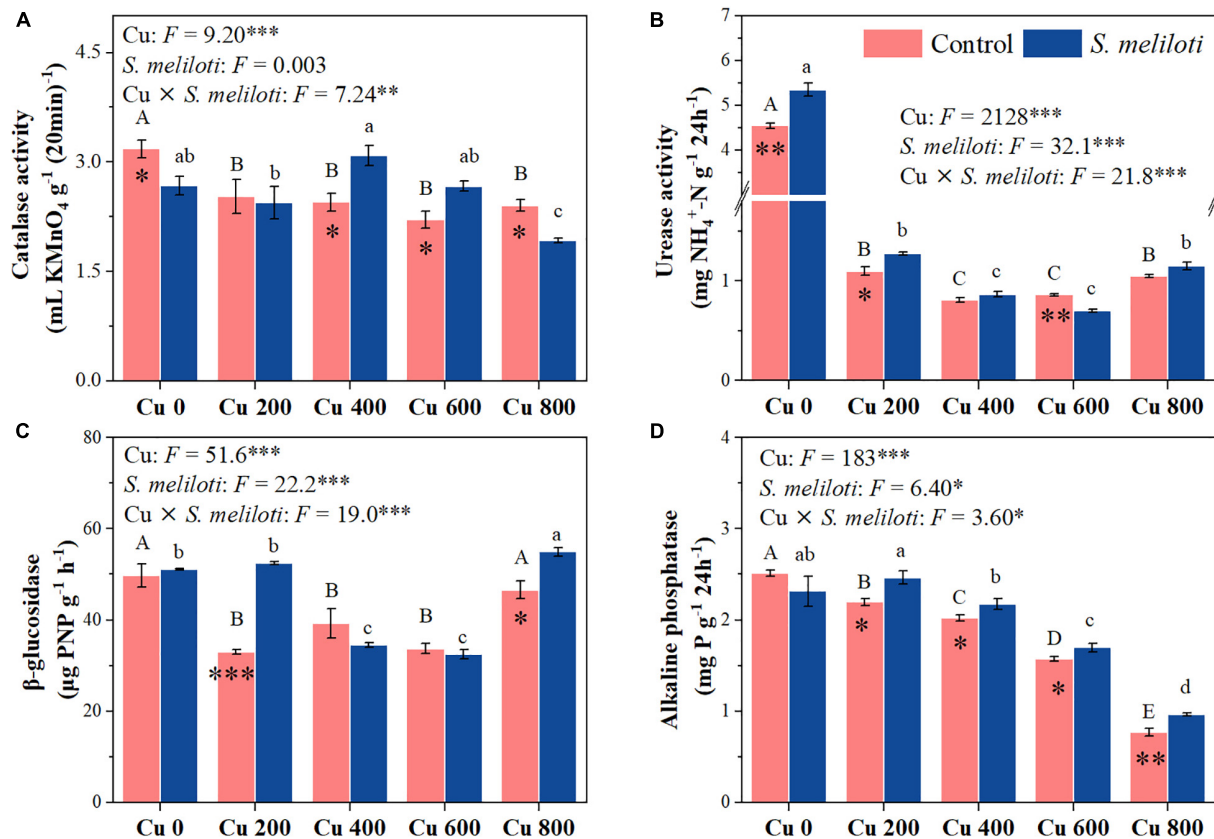 A
Cu: F = 9.20***
S. meliloti: F = 0.003
Cu × S. meliloti: F = 7.24**
Catalase activity
(mL KMnO₄ g⁻¹ (20min)⁻¹)
4.5
3.0
1.5
0.0
A
*
ab
B
b
B
*
a
B
*
ab
B
*
c
Cu 0 Cu 200 Cu 400 Cu 600 Cu 800
B
Control S. meliloti
Cu: F = 2128***
S. meliloti: F = 32.1***
Cu × S. meliloti: F = 21.8***
Urease activity
(mg NH₄⁺-N g⁻¹ 24h⁻¹)
7
6
5
4
1
0
A
**
a
B
*
b
C
c
C
**
c
B
b
Cu 0 Cu 200 Cu 400 Cu 600 Cu 800
C
Cu: F = 51.6***
S. meliloti: F = 22.2***
Cu × S. meliloti: F = 19.0***
β-glucosidase
(μg PNP g⁻¹ h⁻¹)
80
60
40
20
0
A
b
B
***
b
B
c
B
c
A
*
a
Cu 0 Cu 200 Cu 400 Cu 600 Cu 800
D
Cu: F = 183***
S. meliloti: F = 6.40*
Cu × S. meliloti: F = 3.60*
Alkaline phosphatase
(mg P g⁻¹ 24h⁻¹)
4
3
2
1
0
A
ab
B
*
a
C
*
b
D
*
c
E
**
d
Cu 0 Cu 200 Cu 400 Cu 600 Cu 800